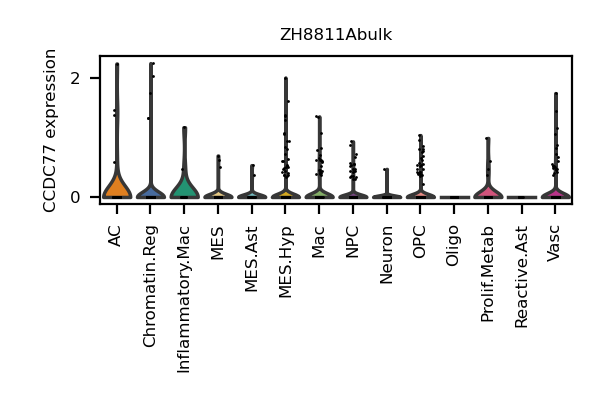 ZH8811Abulk
CCDC77 expression
2
0
AC
Chromatin.Reg
Inflammatory.Mac
MES
MES.Ast
MES.Hyp
Mac
NPC
Neuron
OPC
Oligo
Prolif.Metab
Reactive.Ast
Vasc